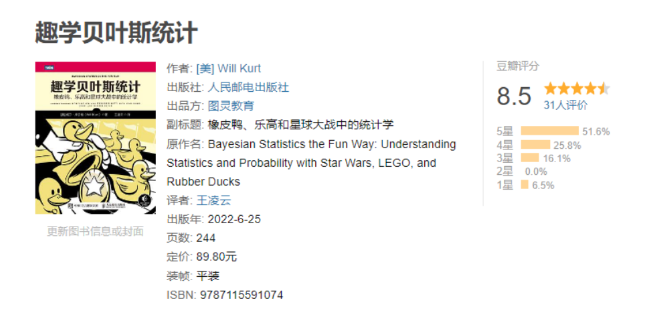 趣学贝叶斯统计
趣学贝叶斯统计
橡皮鸭、乐高和星球大战中的统计学
作者: [美] Will Kurt
出版社: 人民邮电出版社
出品方: 图灵教育
副标题: 橡皮鸭、乐高和星球大战中的统计学
原作名: Bayesian Statistics the Fun Way: Understanding
Statistics and Probability with Star Wars, LEGO, and
Rubber Ducks
译者: 王凌云
出版年: 2022-6-25
页数: 244
定价: 89.80元
装帧: 平装
ISBN: 9787115591074
更新图书信息或封面
豆瓣评分
8.5
31人评价
5星 51.6%
4星 25.8%
3星 16.1%
2星 0.0%
1星 6.5%